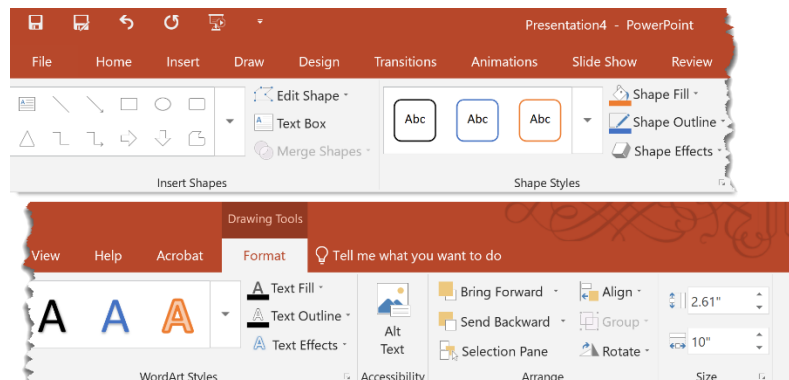 Presentation4 - PowerPoint
File Home Insert Draw Design Transitions Animations Slide Show Review
Edit Shape
Text Box
Merge Shapes
Insert Shapes
Abc Abc Abc
Shape Fill
Shape Outline
Shape Effects
Shape Styles
Drawing Tools
View Help Acrobat Format Tell me what you want to do
A A A
Text Fill
Text Outline
Text Effects
WordArt Styles
Alt
Text
Accessibility
Bring Forward
Send Backward
Selection Pane
Align
Group
Rotate
Arrange
2.61"
10"
Size